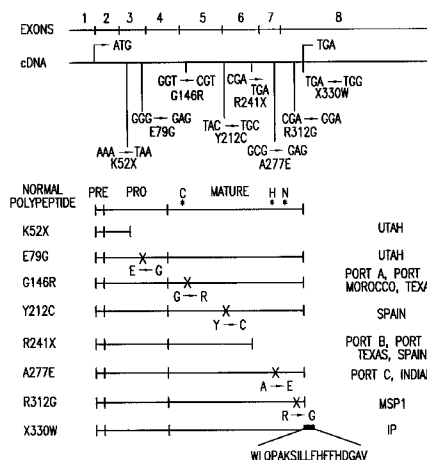 1 2 3 4 5 6 7 8
EXONS
ATG TGA
cDNA
GGT → CGT CGA → TGA TGA → TGG
G146R R241X X330W
GGG → GAG TAC → TGC CGA → GGA
E79G Y212C R312G
AAA → TAA GCG → GAG
K52X A277E
NORMAL POLYPEPTIDE PRE PRO C MATURE H N
* * *
K52X UTAH
E79G X UTAH
E → G
G146R X PORT A, PORT
MOROCCO, TEXA
G → R
Y212C X SPAIN
Y → C
R241X PORT B, PORT
TEXAS, SPAIN
A277E X PORT C, INDIAN
A → E
R312G X MSP1
R → G
X330W IP
WLQPAKSILLEHFFHDGAV